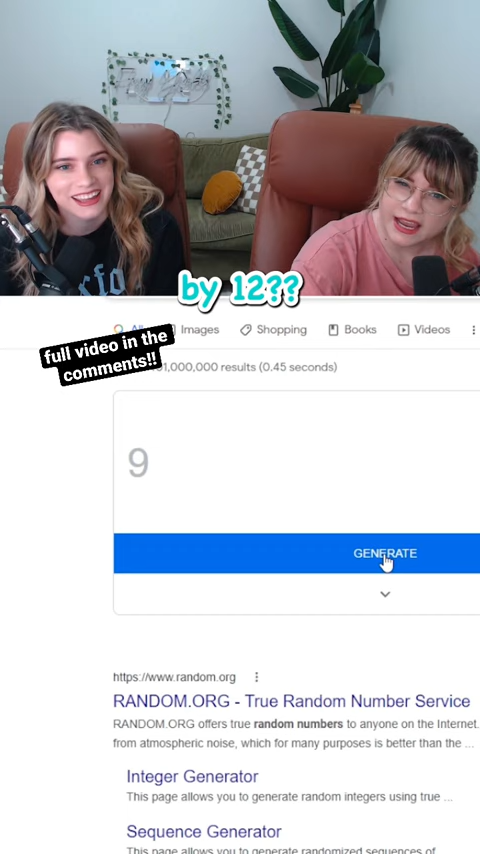 by 12??
All
Images
Shopping
Books
Videos
full video in the
comments!!
1,000,000 results (0.45 seconds)
9
GENERATE
https://www.random.org
RANDOM.ORG - True Random Number Service
RANDOM.ORG offers true random numbers to anyone on the Internet.
from atmospheric noise, which for many purposes is better than the ...
Integer Generator
This page allows you to generate random integers using true ...
Sequence Generator
This page allows you to generate randomized sequences of